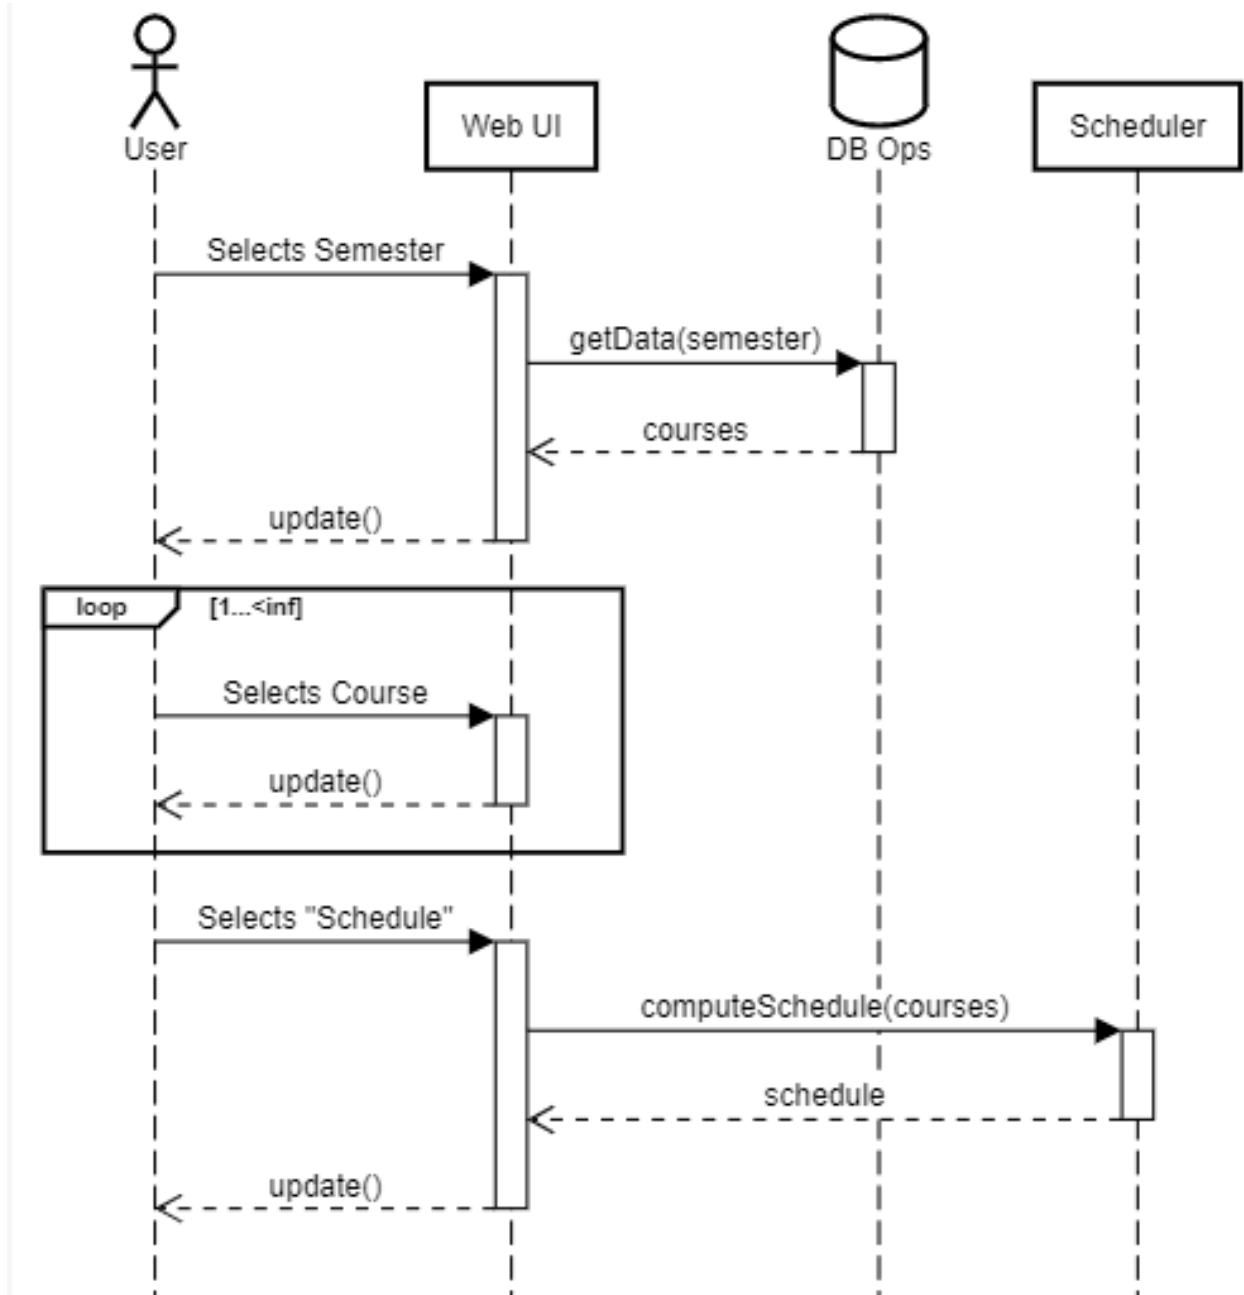 User
Web UI
DB Ops
Scheduler
Selects Semester
getData(semester)
courses
update()
loop [1...<inf]
Selects Course
update()
Selects "Schedule"
computeSchedule(courses)
schedule
update()